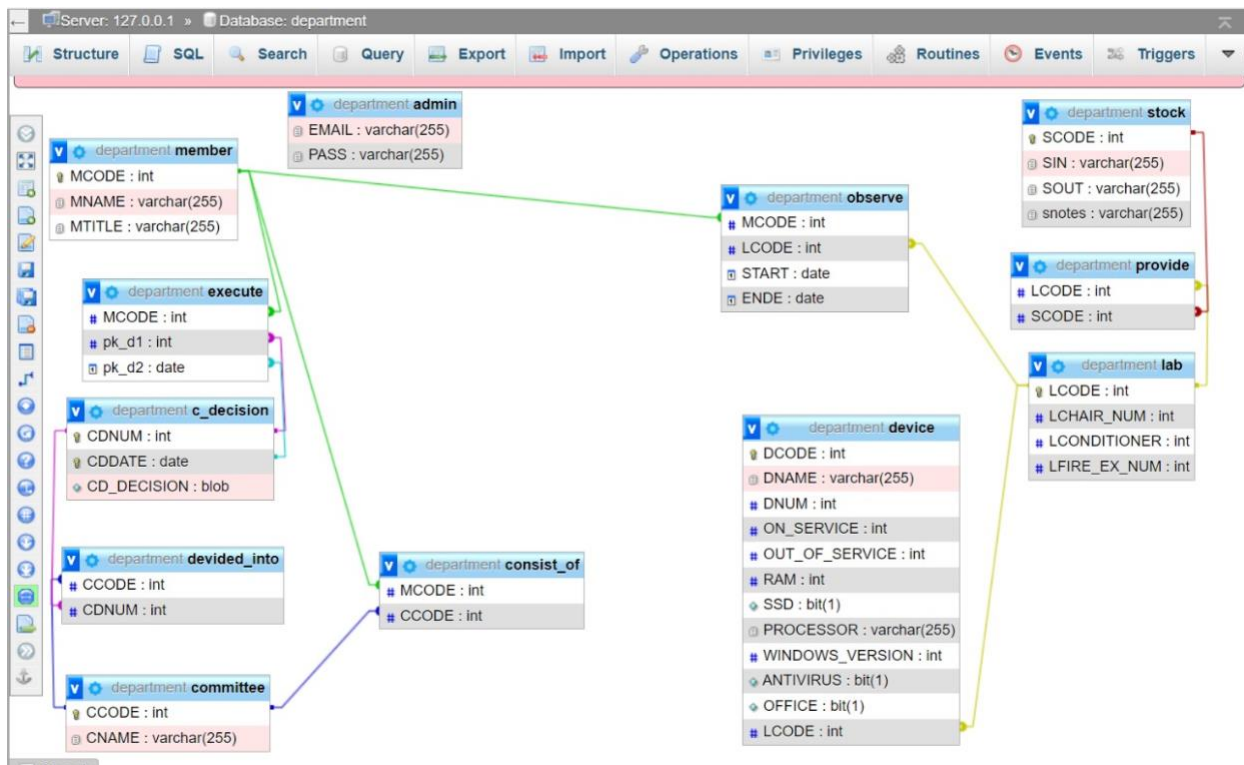 Server: 127.0.0.1 » Database: department
Structure SQL Search Query Export Import Operations Privileges Routines Events Triggers
department admin
EMAIL : varchar(255)
PASS : varchar(255)
department stock
SCODE : int
SIN : varchar(255)
SOUT : varchar(255)
snotes : varchar(255)
department member
MCODE : int
MNAME : varchar(255)
MTITLE : varchar(255)
department observe
MCODE : int
LCODE : int
START : date
ENDE : date
department provide
LCODE : int
SCODE : int
department execute
MCODE : int
pk_d1 : int
pk_d2 : date
department lab
LCODE : int
LCHAIR_NUM : int
LCONDITIONER : int
LFIRE_EX_NUM : int
department c_decision
CDNUM : int
CDDATE : date
CD_DECISION : blob
department device
DCODE : int
DNAME : varchar(255)
DNUM : int
ON_SERVICE : int
OUT_OF_SERVICE : int
RAM : int
SSD : bit(1)
PROCESSOR : varchar(255)
WINDOWS_VERSION : int
ANTIVIRUS : bit(1)
OFFICE : bit(1)
LCODE : int
department devided_into
CCODE : int
CDNUM : int
department consist_of
MCODE : int
CCODE : int
department committee
CCODE : int
CNAME : varchar(255)